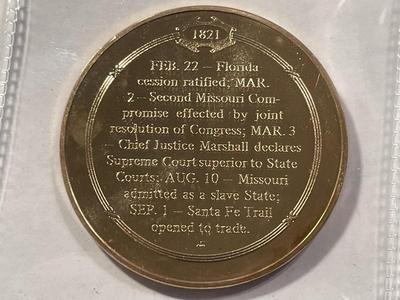 1821
FEB. 22 — Florida
cession ratified; MAR.
2 — Second Missouri Com-
promise effected by joint
resolution of Congress; MAR. 3
— Chief Justice Marshall declares
Supreme Court superior to State
Courts; AUG. 10 — Missouri
admitted as a slave State;
SEP. 1 — Santa Fe Trail
opened to trade.